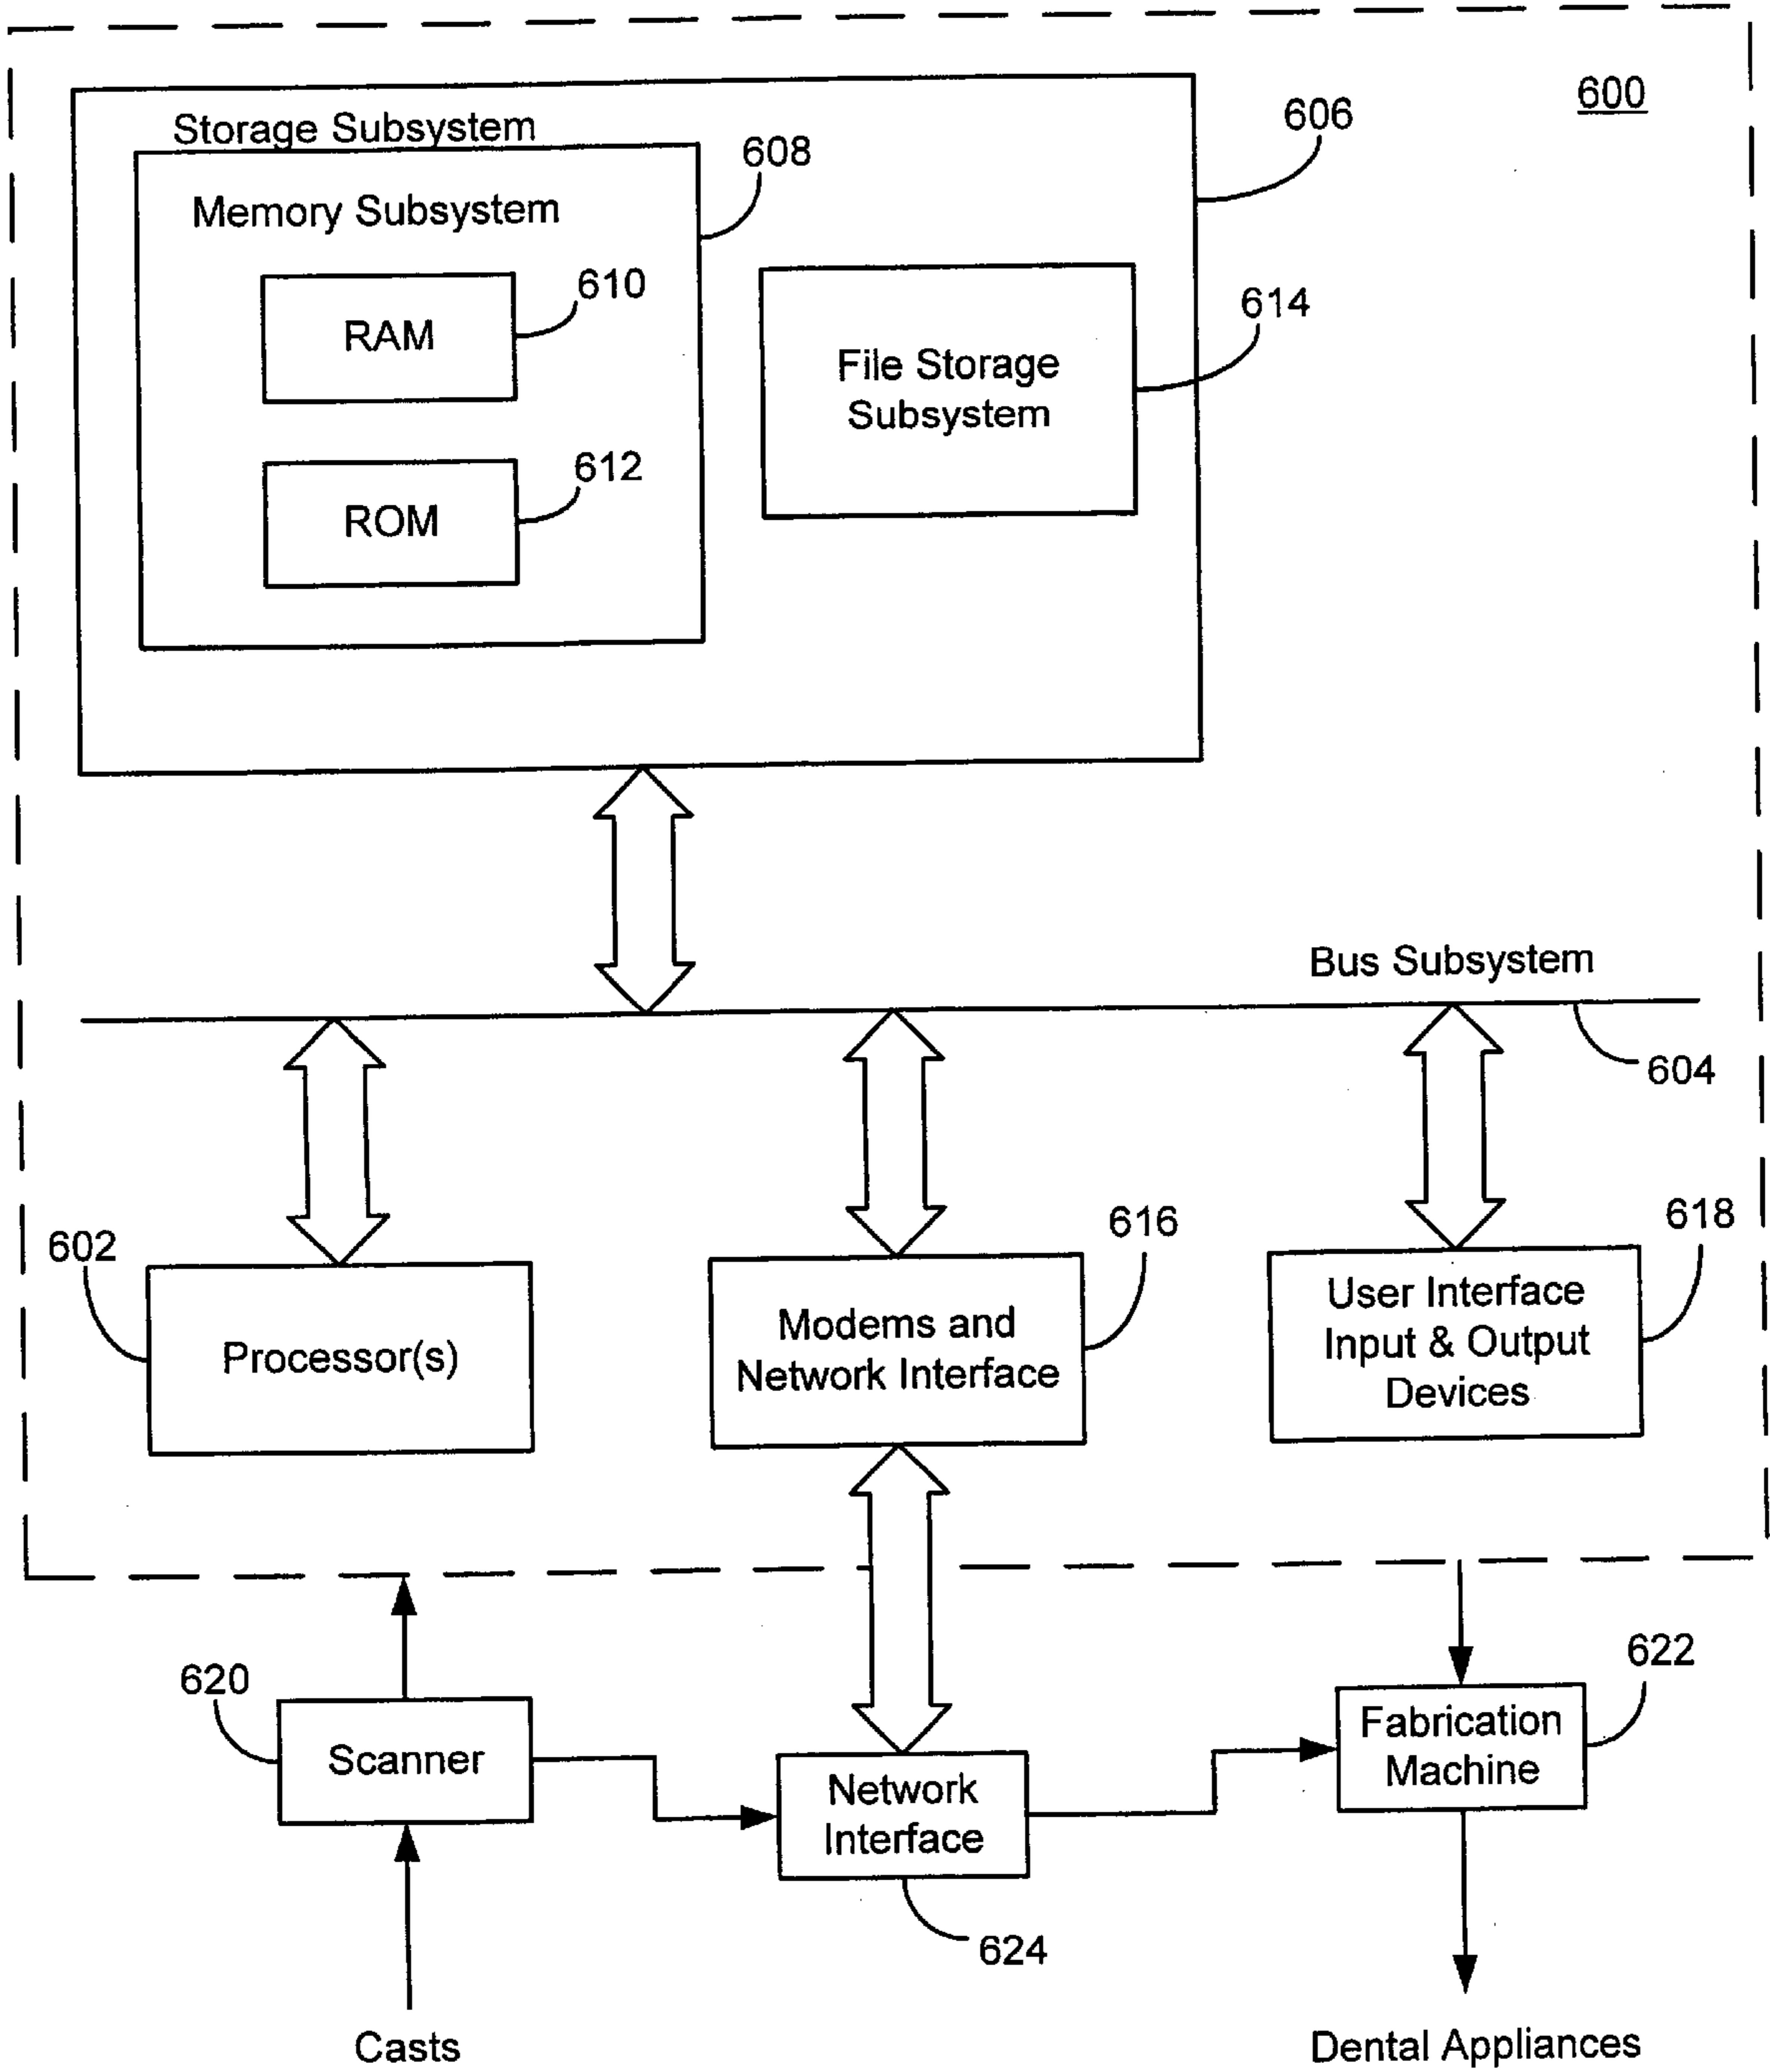 600
606
Storage Subsystem
608
Memory Subsystem
610
RAM
614
File Storage
Subsystem
612
ROM
Bus Subsystem
604
602
Processor(s)
616
Modems and
Network Interface
618
User Interface
Input & Output
Devices
620
Scanner
Network
Interface
624
622
Fabrication
Machine
Casts
Dental Appliances